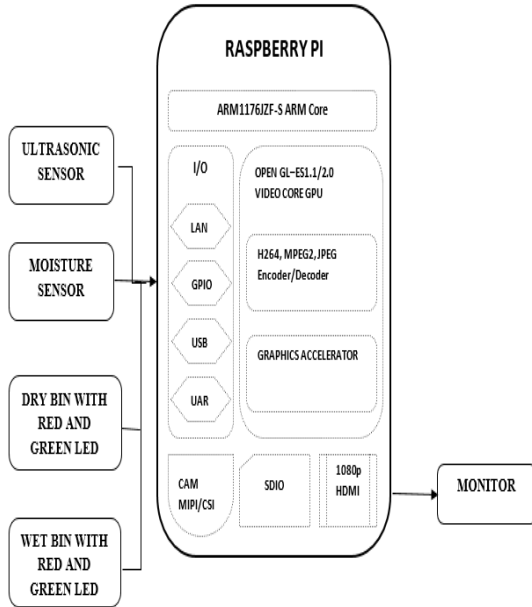 RASPBERRY PI
ARM1176JZF-S ARM Core
ULTRASONIC
SENSOR
MOISTURE
SENSOR
DRY BIN WITH
RED AND
GREEN LED
WET BIN WITH
RED AND
GREEN LED
I/O
LAN
GPIO
USB
UAR
OPEN GL-ES1.1/2.0
VIDEO CORE GPU
H264, MPEG2, JPEG
Encoder/Decoder
GRAPHICS ACCELERATOR
CAM
MIPI/CSI
SDIO
1080p
HDMI
MONITOR